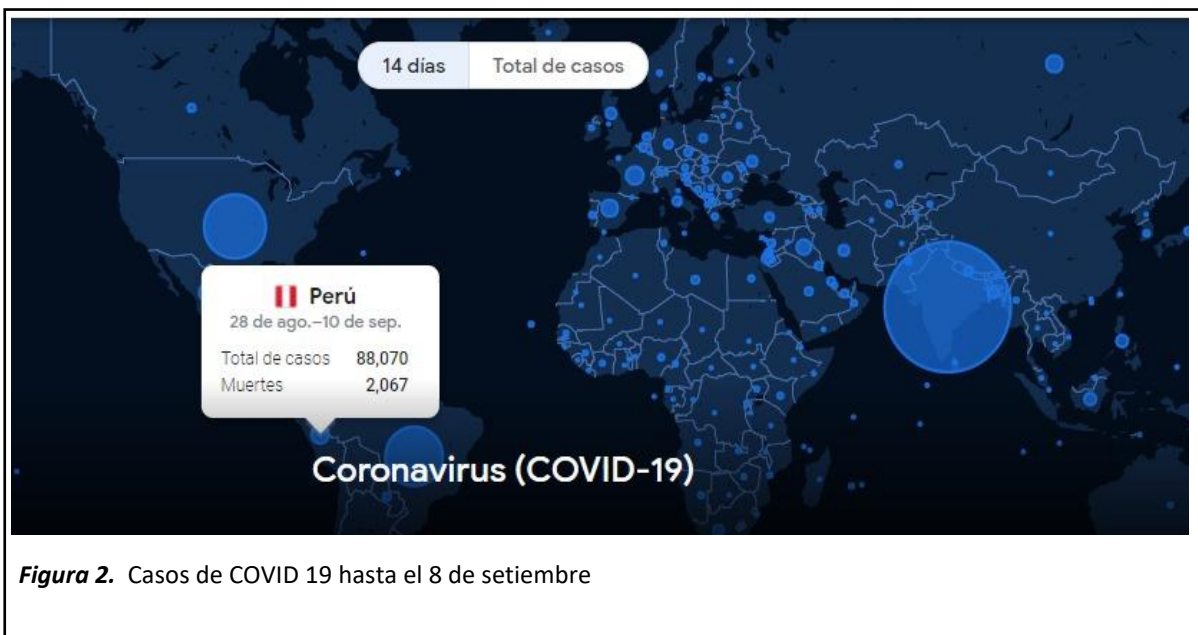 14 días Total de casos
Perú
28 de ago.–10 de sep.
Total de casos 88,070
Muertes 2,067
Coronavirus (COVID-19)
Figura 2. Casos de COVID 19 hasta el 8 de setiembre